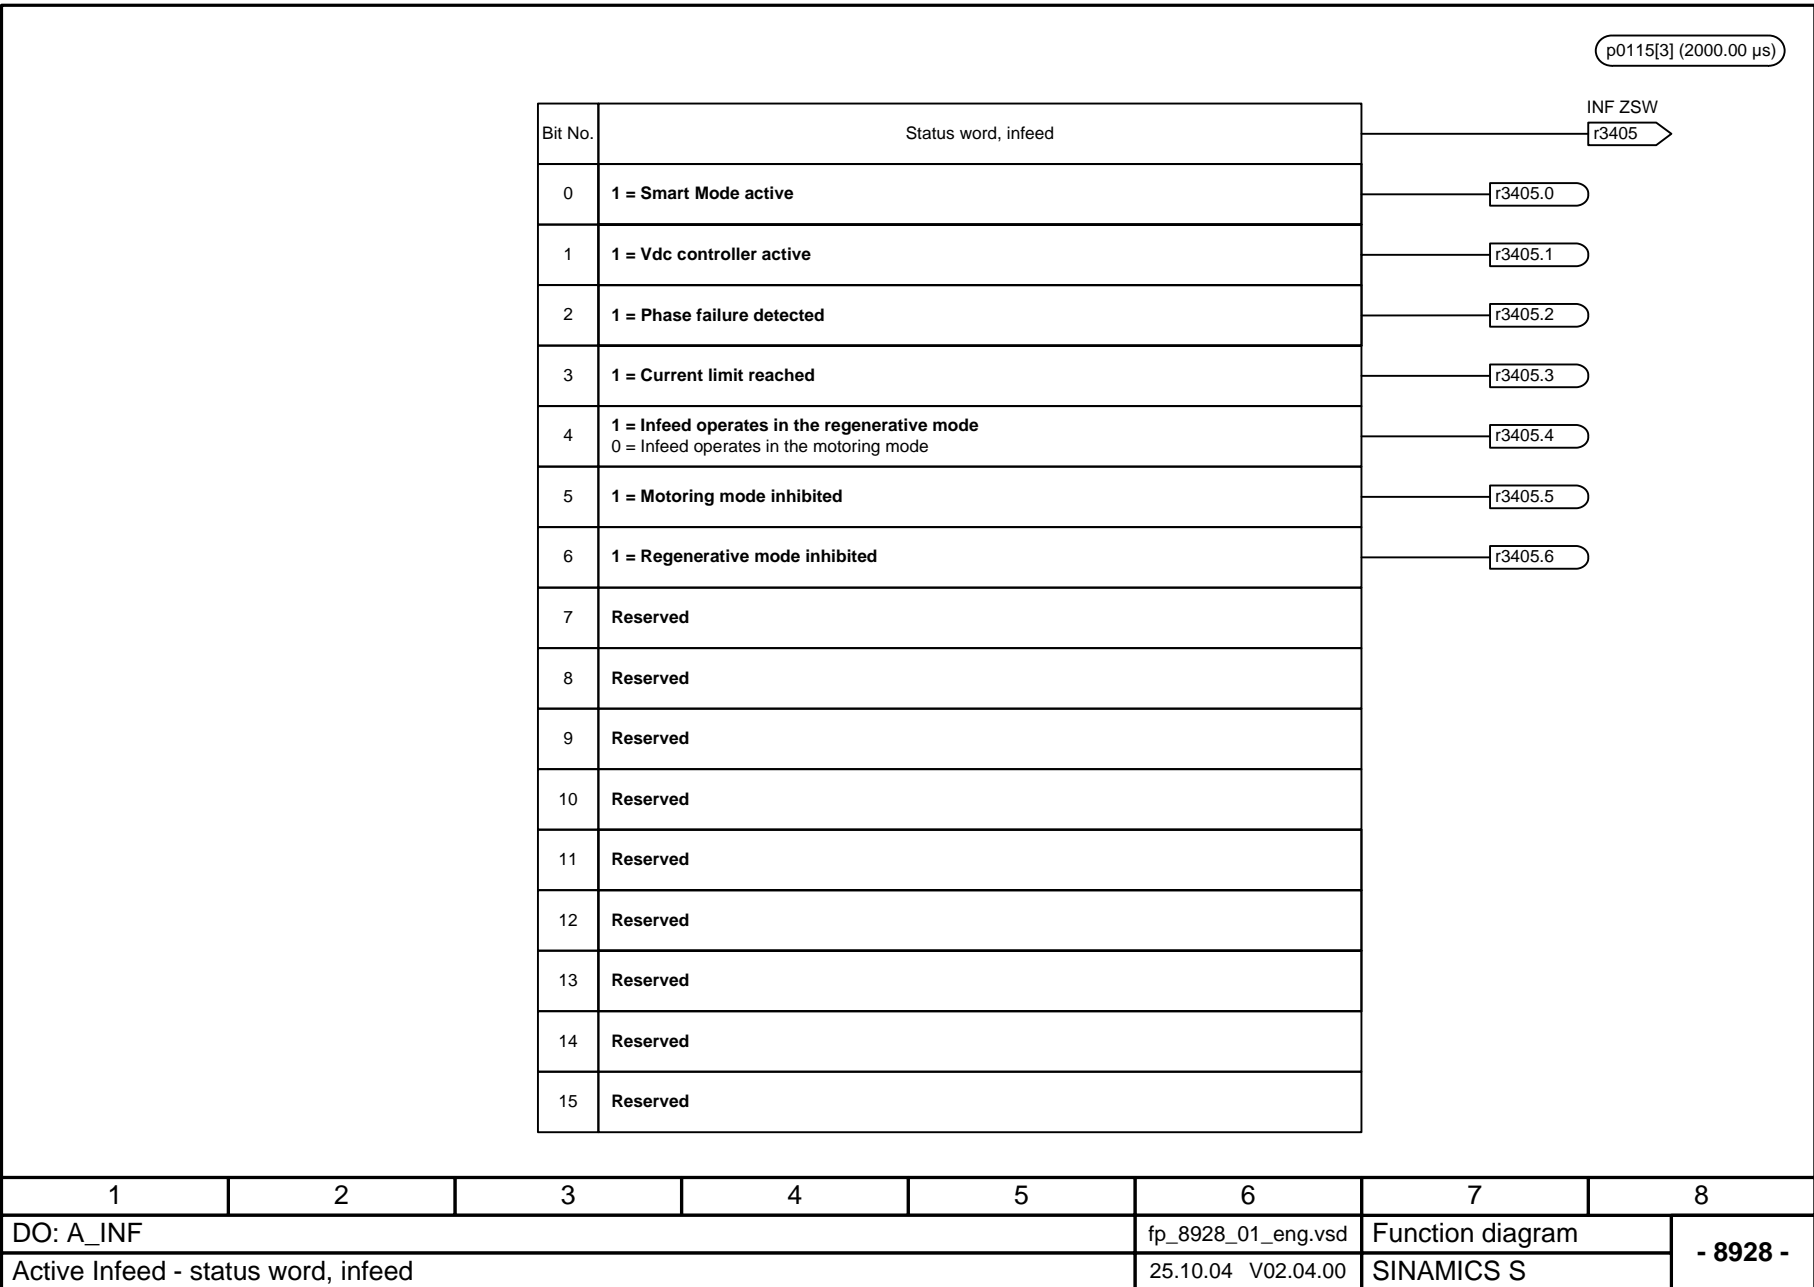 p0115[3] (2000.00 µs)
INF ZSW
Bit No. Status word, infeed r3405
0 1 = Smart Mode active r3405.0
1 1 = Vdc controller active r3405.1
2 1 = Phase failure detected r3405.2
3 1 = Current limit reached r3405.3
4 1 = Infeed operates in the regenerative mode r3405.4
0 = Infeed operates in the motoring mode
5 1 = Motoring mode inhibited r3405.5
6 1 = Regenerative mode inhibited r3405.6
7 Reserved
8 Reserved
9 Reserved
10 Reserved
11 Reserved
12 Reserved
13 Reserved
14 Reserved
15 Reserved
1 2 3 4 5 6 7 8
DO: A_INF fp_8928_01_eng.vsd Function diagram - 8928 -
Active Infeed - status word, infeed 25.10.04 V02.04.00 SINAMICS S